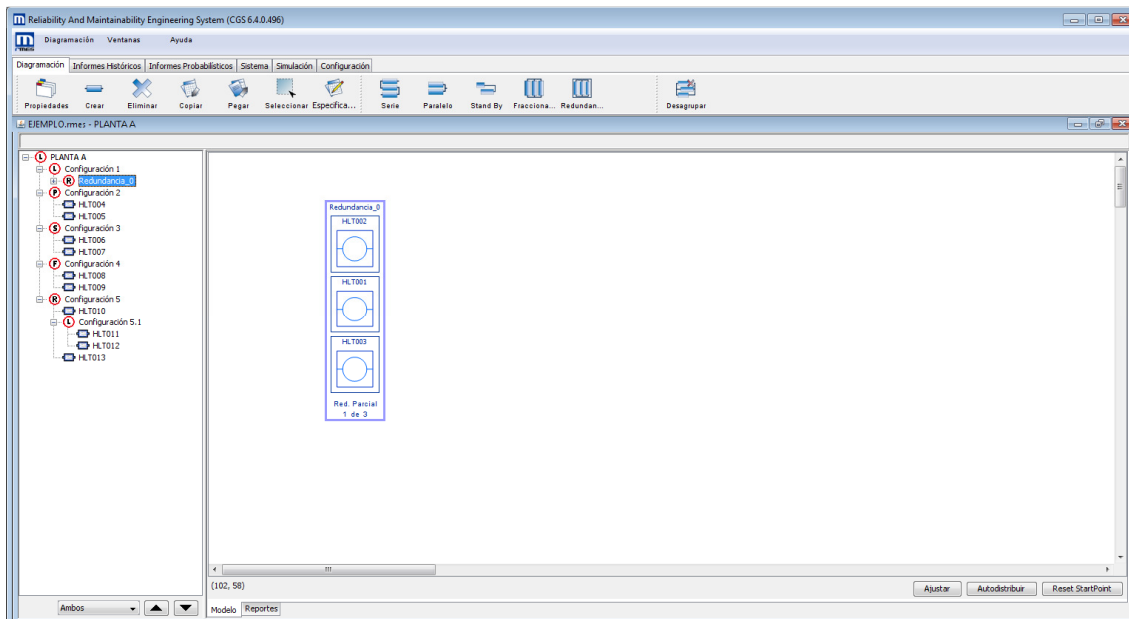 Reliability And Maintainability Engineering System (CGS 6.4.0.496)
Diagramación Ventanas Ayuda
Diagramación Informes Históricos Informes Probabilísticos Sistema Simulación Configuración
Propiedades Crear Eliminar Copiar Pegar Seleccionar Especifica... Serie Paralelo Stand By Fracciona... Redundan... Desagrupar
EJEMPLO.rmes - PLANTA A
L PLANTA A
L Configuración 1
R Redundancia_0
P Configuración 2
HLT004
HLT005
S Configuración 3
HLT006
HLT007
F Configuración 4
HLT008
HLT009
R Configuración 5
HLT010
L Configuración 5.1
HLT011
HLT012
HLT013
Redundancia_0
HLT002
HLT001
HLT003
Red. Parcial
1 de 3
(102, 58)
Ajustar Autodistribuir Reset StartPoint
Ambos
Modelo Reportes